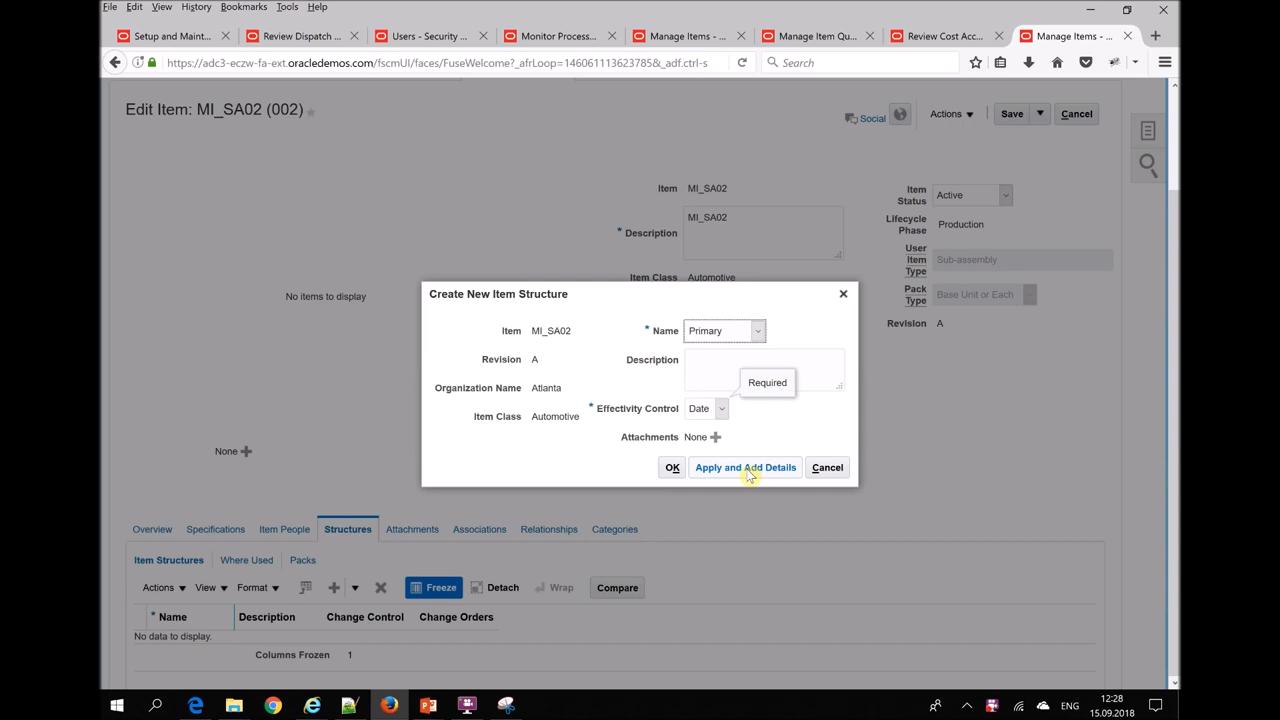 File Edit View History Bookmarks Tools Help
Setup and Maint... Review Dispatch ... Users - Security ... Monitor Process... Manage Items - ... Manage Item Qu... Review Cost Acc... Manage Items - ...
https://adc3-eczw-fa-ext.oracledemos.com/fscmUI/faces/FuseWelcome?_afrLoop=14606111362378​5&_adf.ctrl-s Search
Edit Item: MI_SA02 (002)
Social Actions Save Cancel
Item MI_SA02
Item Status Active
* Description MI_SA02
Lifecycle Phase Production
User Item Type Sub-assembly
Item Class Automotive
Pack Type Base Unit or Each
Revision A
No items to display
None
Create New Item Structure
Item MI_SA02 * Name Primary
Revision A Description
Required
Organization Name Atlanta
* Effectivity Control Date
Item Class Automotive
Attachments None
OK Apply and Add Details Cancel
Overview Specifications Item People Structures Attachments Associations Relationships Categories
Item Structures Where Used Packs
Actions View Format Freeze Detach Wrap Compare
* Name Description Change Control Change Orders
No data to display.
Columns Frozen 1
ENG 12:28
15.09.2018